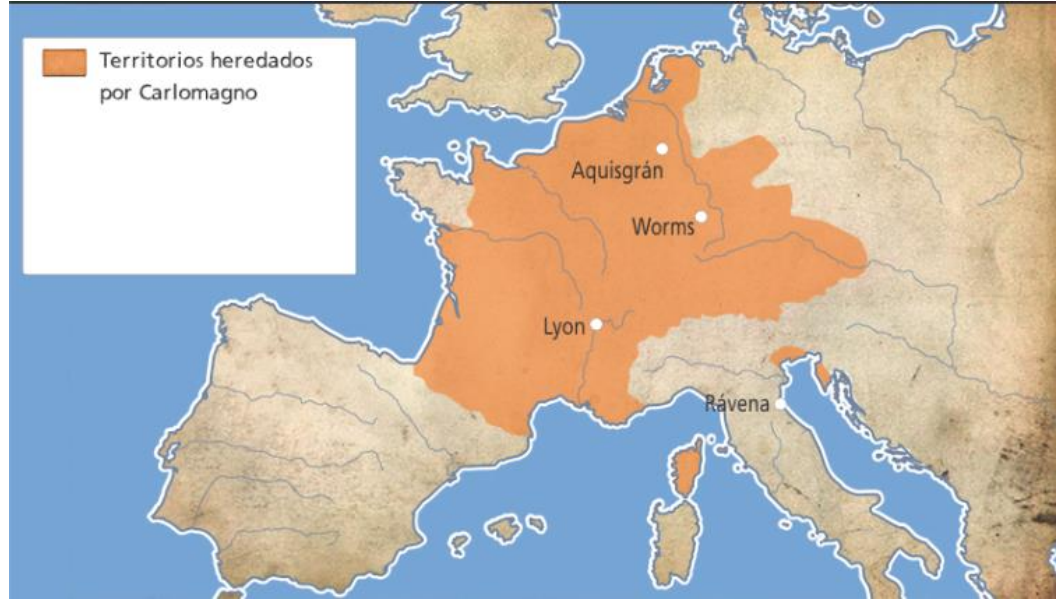 Territorios heredados
por Carlomagno
Aquisgrán
Worms
Lyon
Rávena